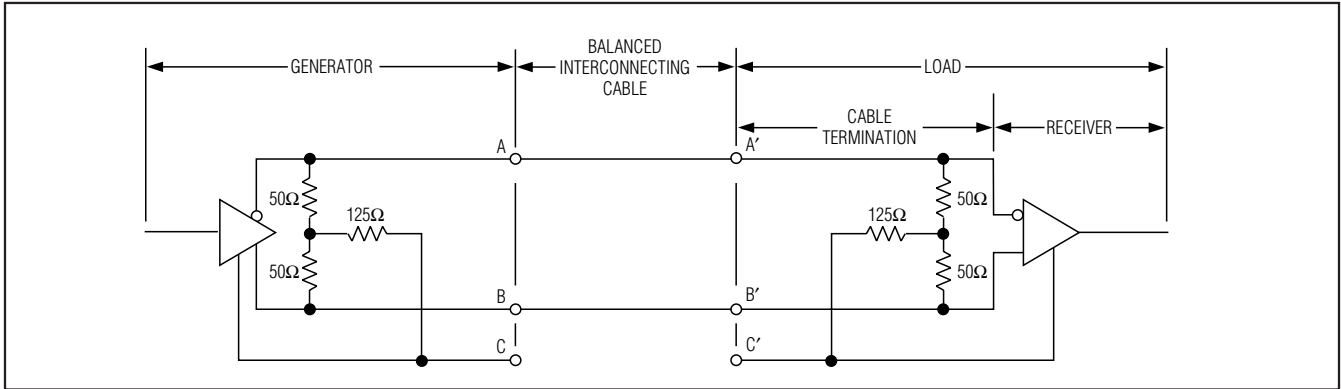 GENERATOR
BALANCED
INTERCONNECTING
CABLE
LOAD
CABLE
TERMINATION
RECEIVER
A
A′
50Ω
125Ω
50Ω
125Ω
50Ω
50Ω
B
B′
C
C′